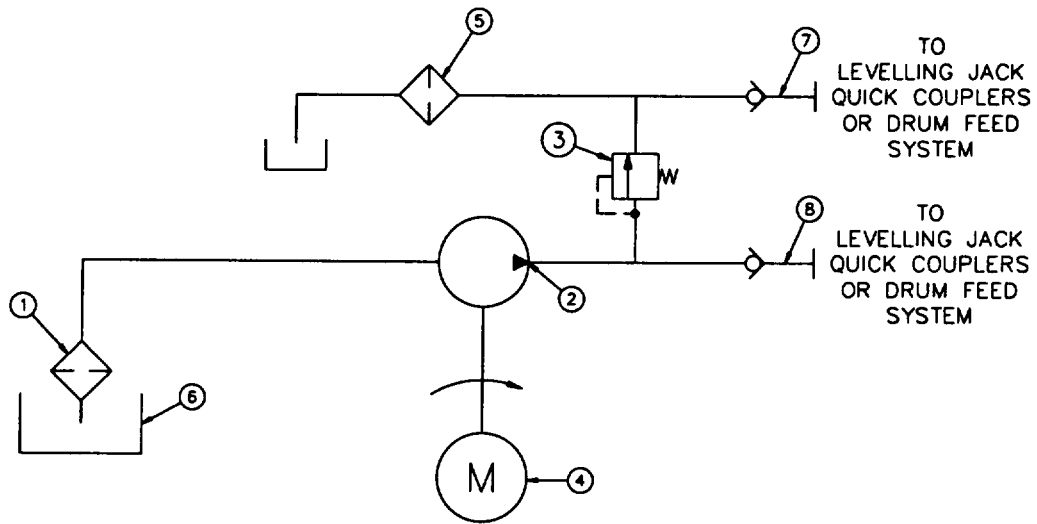 5
7
TO
LEVELLING JACK
QUICK COUPLERS
OR DRUM FEED
SYSTEM
3
8
TO
LEVELLING JACK
QUICK COUPLERS
OR DRUM FEED
SYSTEM
2
1
6
M
4